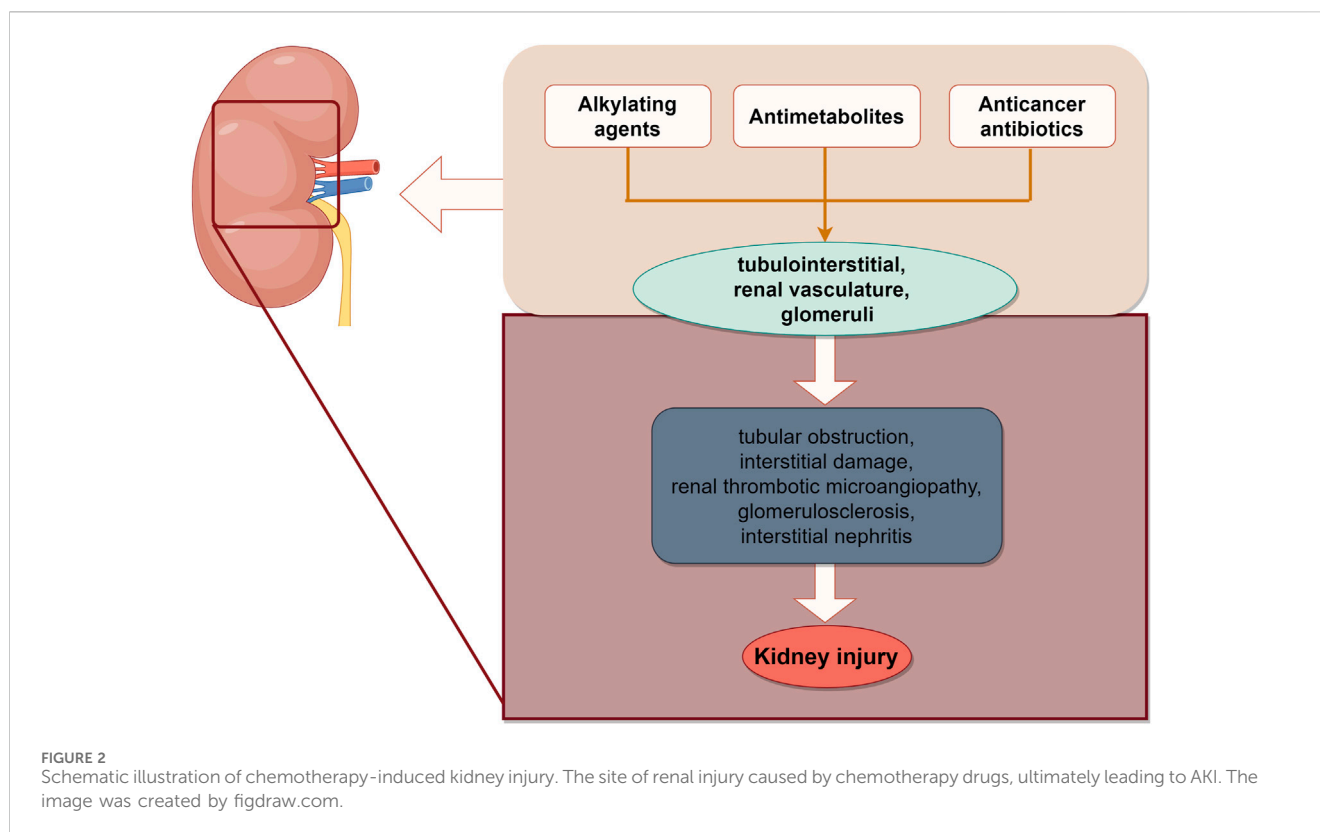 Alkylating
agents
Antimetabolites
Anticancer
antibiotics
tubulointerstitial,
renal vasculature,
glomeruli
tubular obstruction,
interstitial damage,
renal thrombotic microangiopathy,
glomerulosclerosis,
interstitial nephritis
Kidney injury
FIGURE 2
Schematic illustration of chemotherapy-induced kidney injury. The site of renal injury caused by chemotherapy drugs, ultimately leading to AKI. The
image was created by figdraw.com.